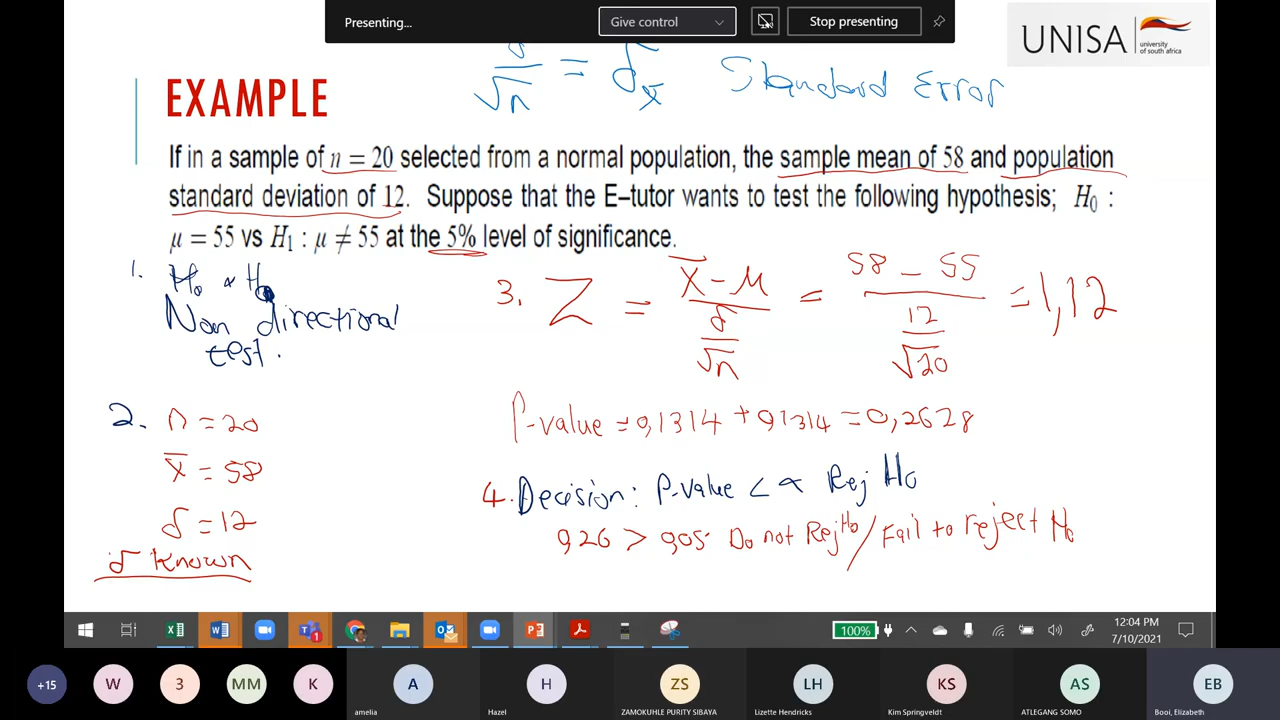 Presenting...
Give control
Stop presenting
UNISA university of south africa
σ/√n = σx̄ Standard Error
EXAMPLE
If in a sample of n = 20 selected from a normal population, the sample mean of 58 and population
standard deviation of 12. Suppose that the E–tutor wants to test the following hypothesis; H₀ :
μ = 55 vs H₁ : μ ≠ 55 at the 5% level of significance.
1. H₀ & Hₐ
Non directional
test.
3. Z = (x̄ − μ)/(σ/√n) = (58 − 55)/(12/√20) = 1,12
2. n = 20
x̄ = 58
σ = 12
σ Known
P-value = 0,1314 + 0,1314 = 0,2628
4. Decision: P-value < α Rej H₀
0,26 > 0,05 Do not Rej H₀ / Fail to reject H₀
1
100%
12:04 PM
7/10/2021
+15
W
3
MM
K
A
amelia
H
Hazel
ZS
ZAMOKUHLE PURITY SIBAYA
LH
Lizette Hendricks
KS
Kim Springveldt
AS
ATLEGANG SOMO
EB
Booi, Elizabeth